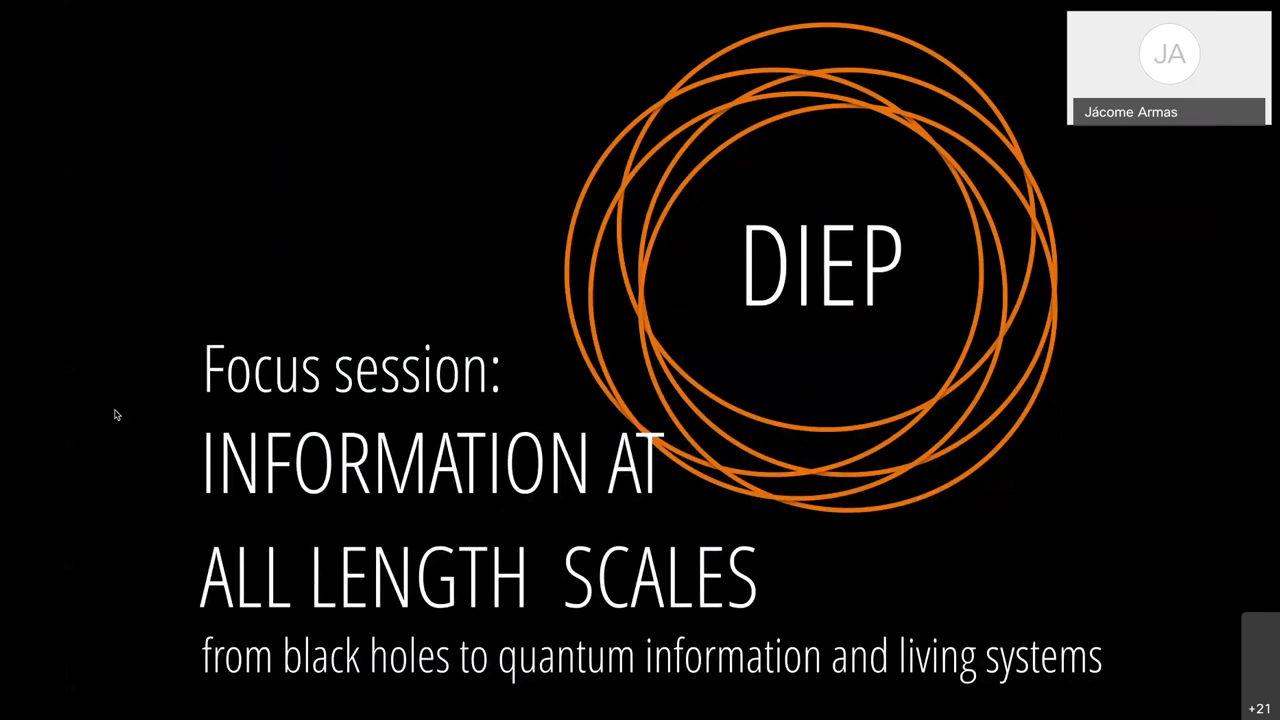 JA
Jácome Armas
DIEP
Focus session:
INFORMATION AT
ALL LENGTH SCALES
from black holes to quantum information and living systems
+21